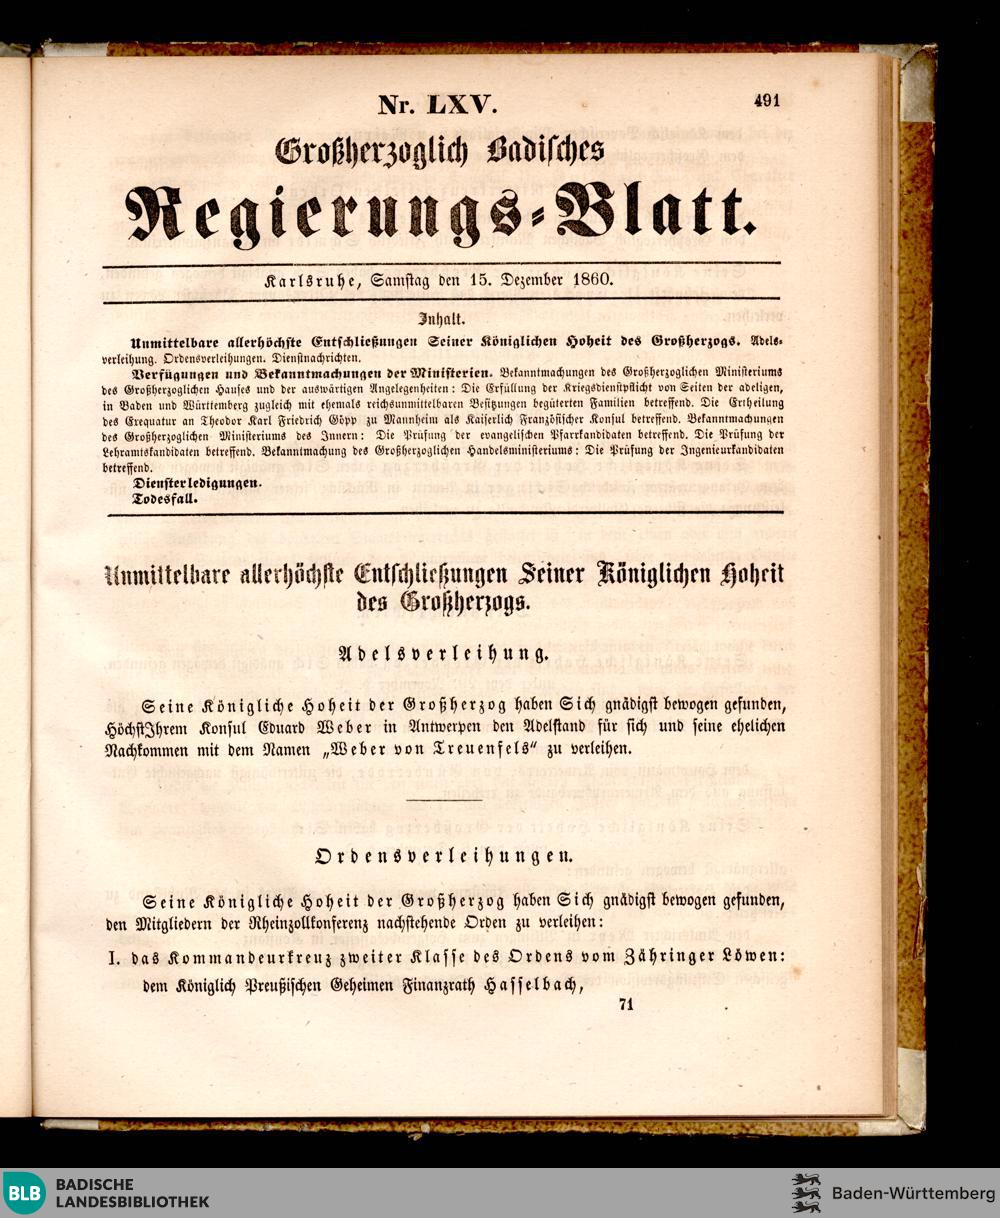 Nr. LXV.
491
Großherzoglich Badisches
Regierungs-Blatt.
Karlsruhe, Samstag den 15. Dezember 1860.
Inhalt.
Unmittelbare allerhöchste Entschließungen Seiner Königlichen Hoheit des Großherzogs. Adels-
verleihung. Ordensverleihungen. Dienstnachrichten.
Verfügungen und Bekanntmachungen der Ministerien. Bekanntmachungen des Großherzoglichen Ministeriums
des Großherzoglichen Hauses und der auswärtigen Angelegenheiten: Die Erfüllung der Kriegsdienstpflicht von Seiten der adeligen,
in Baden und Württemberg zugleich mit ehemals reichsunmittelbaren Besitzungen begüterten Familien betreffend. Die Ertheilung
des Exequatur an Theodor Karl Friedrich Göpp zu Mannheim als Kaiserlich Französischer Konsul betreffend. Bekanntmachungen
des Großherzoglichen Ministeriums des Innern: Die Prüfung der evangelischen Pfarrkandidaten betreffend. Die Prüfung der
Lehramtskandidaten betreffend. Bekanntmachung des Großherzoglichen Handelsministeriums: Die Prüfung der Ingenieurkandidaten
betreffend.
Diensterledigungen.
Todesfall.
Unmittelbare allerhöchste Entschließungen Seiner Königlichen Hoheit
des Großherzogs.
Adelsverleihung.
Seine Königliche Hoheit der Großherzog haben Sich gnädigst bewogen gefunden,
HöchstIhrem Konsul Eduard Weber in Antwerpen den Adelstand für sich und seine ehelichen
Nachkommen mit dem Namen „Weber von Treuenfels“ zu verleihen.
Ordensverleihungen.
Seine Königliche Hoheit der Großherzog haben Sich gnädigst bewogen gefunden,
den Mitgliedern der Rheinzollkonferenz nachstehende Orden zu verleihen:
I. das Kommandeurkreuz zweiter Klasse des Ordens vom Zähringer Löwen:
dem Königlich Preußischen Geheimen Finanzrath Hasselbach,
71
BLB
BADISCHE
LANDESBIBLIOTHEK
Baden-Württemberg